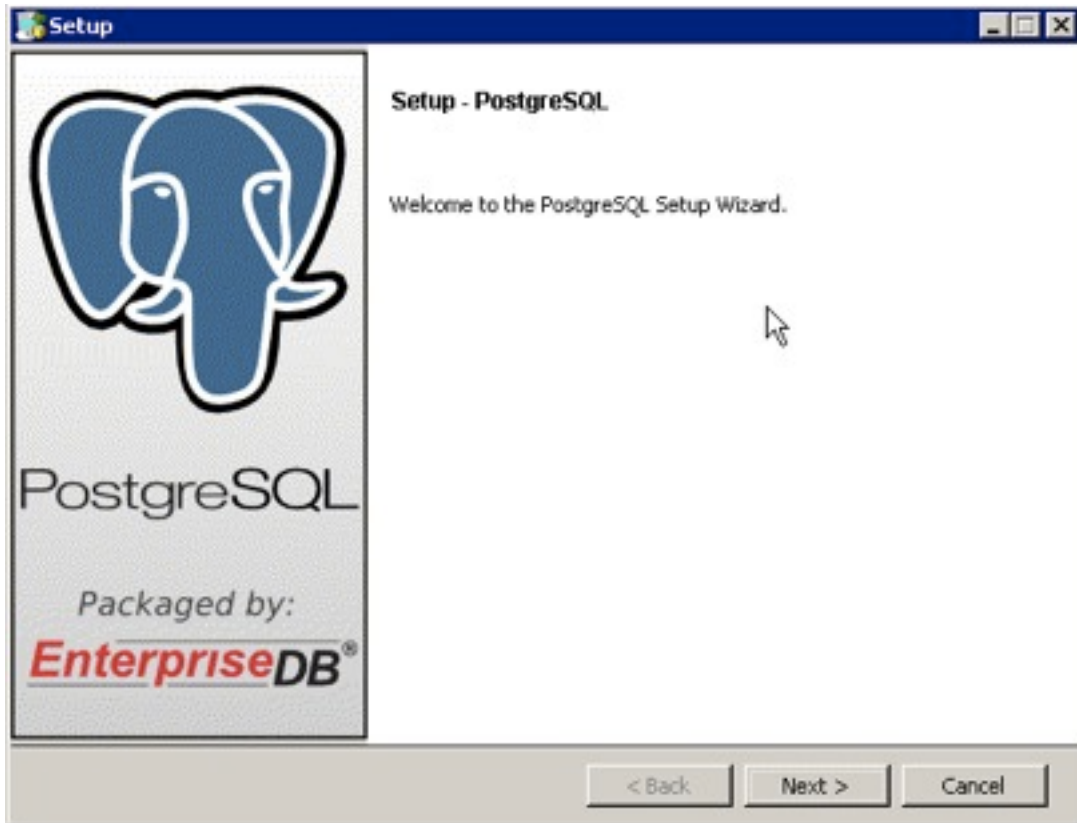 Setup
Setup - PostgreSQL
Welcome to the PostgreSQL Setup Wizard.
PostgreSQL
Packaged by:
EnterpriseDB®
< Back
Next >
Cancel